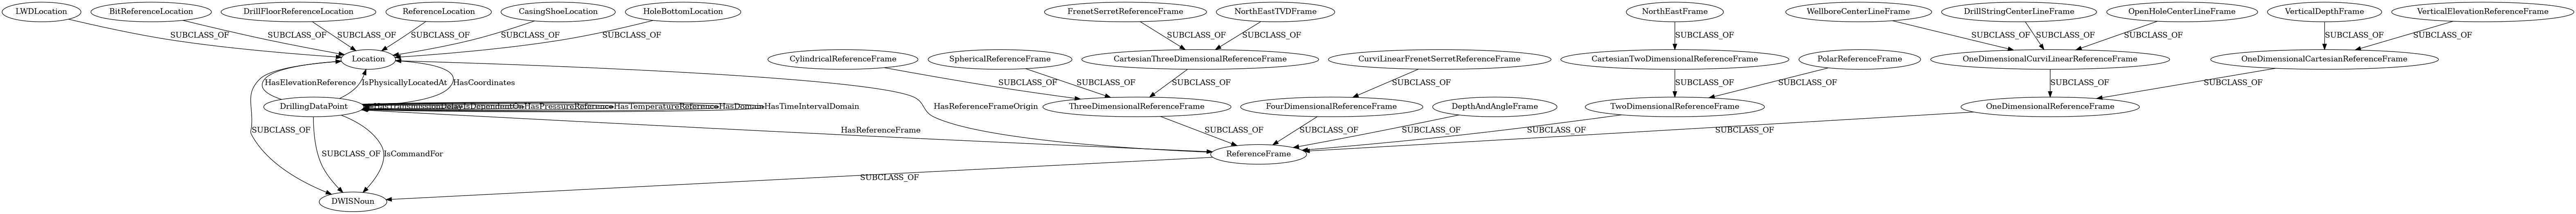 LWDLocation
BitReferenceLocation
DrillFloorReferenceLocation
ReferenceLocation
CasingShoeLocation
HoleBottomLocation
FrenetSerretReferenceFrame
NorthEastTVDFrame
NorthEastFrame
WellboreCenterLineFrame
DrillStringCenterLineFrame
OpenHoleCenterLineFrame
VerticalDepthFrame
VerticalElevationReferenceFrame
SUBCLASS_OF
SUBCLASS_OF
SUBCLASS_OF
SUBCLASS_OF
SUBCLASS_OF
SUBCLASS_OF
SUBCLASS_OF
SUBCLASS_OF
SUBCLASS_OF
SUBCLASS_OF
SUBCLASS_OF
SUBCLASS_OF
SUBCLASS_OF
SUBCLASS_OF
Location
CylindricalReferenceFrame
SphericalReferenceFrame
CartesianThreeDimensionalReferenceFrame
CurviLinearFrenetSerretReferenceFrame
CartesianTwoDimensionalReferenceFrame
PolarReferenceFrame
OneDimensionalCurviLinearReferenceFrame
OneDimensionalCartesianReferenceFrame
HasElevationReference
IsPhysicallyLocatedAt
HasCoordinates
SUBCLASS_OF
SUBCLASS_OF
SUBCLASS_OF
SUBCLASS_OF
SUBCLASS_OF
SUBCLASS_OF
SUBCLASS_OF
SUBCLASS_OF
DrillingDataPoint
HasPressureReference
HasTemperatureReference
HasDomain
HasTimeIntervalDomain
HasReferenceFrameOrigin
ThreeDimensionalReferenceFrame
FourDimensionalReferenceFrame
DepthAndAngleFrame
TwoDimensionalReferenceFrame
OneDimensionalReferenceFrame
SUBCLASS_OF
HasReferenceFrame
SUBCLASS_OF
SUBCLASS_OF
SUBCLASS_OF
SUBCLASS_OF
SUBCLASS_OF
SUBCLASS_OF
IsCommandFor
ReferenceFrame
SUBCLASS_OF
DWISNoun